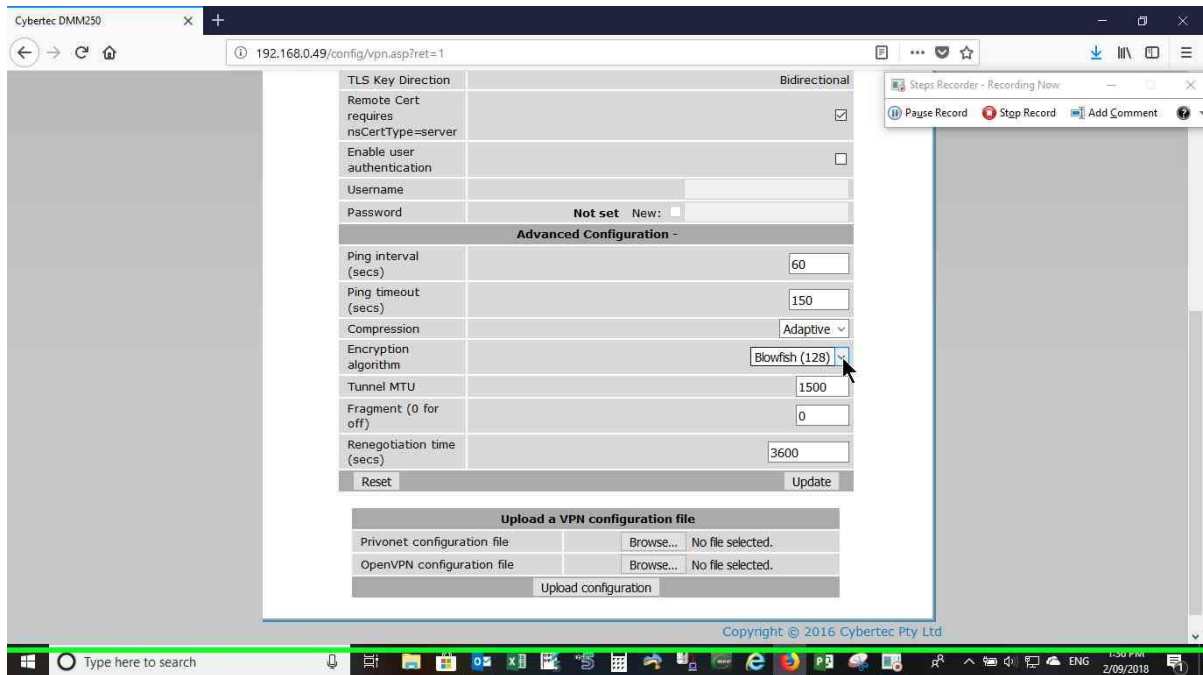 Cybertec DMM250
192.168.0.49/config/vpn.asp?ret=1
Steps Recorder - Recording Now
Pause Record Stop Record Add Comment
TLS Key Direction Bidirectional
Remote Cert
requires
nsCertType=server
Enable user
authentication
Username
Password Not set New:
Advanced Configuration -
Ping interval
(secs) 60
Ping timeout
(secs) 150
Compression Adaptive
Encryption
algorithm Blowfish (128)
Tunnel MTU 1500
Fragment (0 for
off) 0
Renegotiation time
(secs) 3600
Reset Update
Upload a VPN configuration file
Privonet configuration file Browse... No file selected.
OpenVPN configuration file Browse... No file selected.
Upload configuration
Copyright © 2016 Cybertec Pty Ltd
Type here to search
ENG
2/09/2018